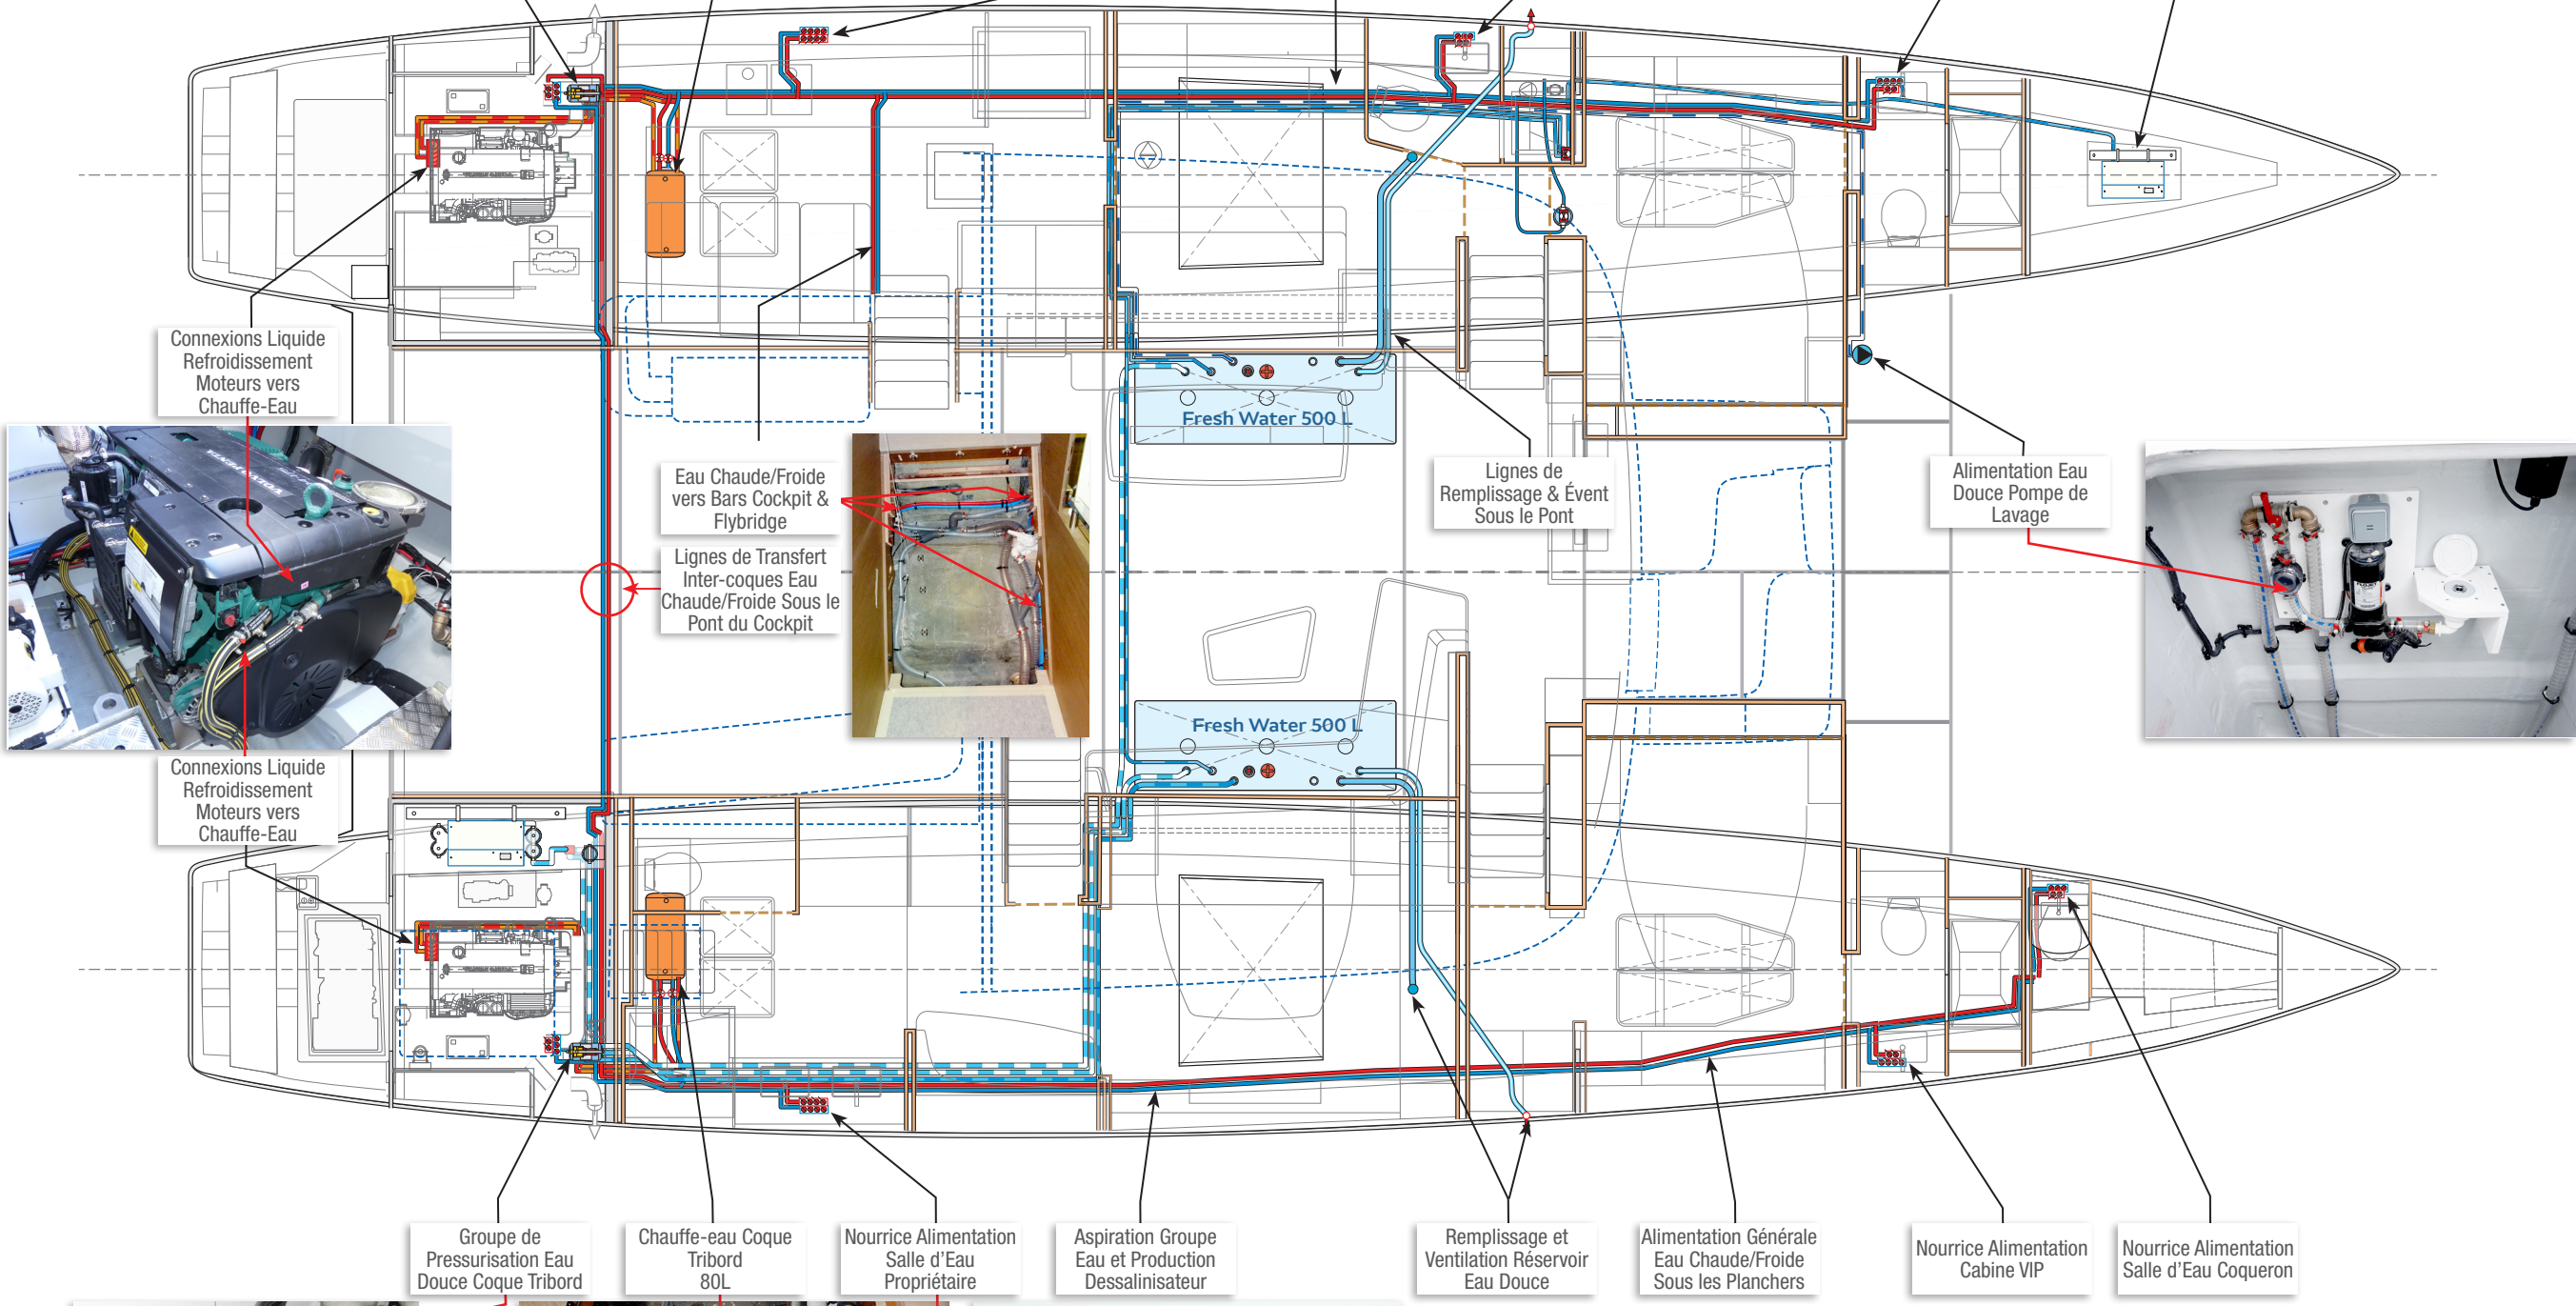 Connexions Liquide
Refroidissement
Moteurs vers
Chauffe-Eau
Fresh Water 500 L
Eau Chaude/Froide
vers Bars Cockpit &
Flybridge
Lignes de
Remplissage & Évent
Sous le Pont
Alimentation Eau
Douce Pompe de
Lavage
Lignes de Transfert
Inter-coques Eau
Chaude/Froide Sous le
Pont du Cockpit
Fresh Water 500 L
Connexions Liquide
Refroidissement
Moteurs vers
Chauffe-Eau
Groupe de
Pressurisation Eau
Douce Coque Tribord
Chauffe-eau Coque
Tribord
80L
Nourrice Alimentation
Salle d'Eau
Propriétaire
Aspiration Groupe
Eau et Production
Dessalinisateur
Remplissage et
Ventilation Réservoir
Eau Douce
Alimentation Générale
Eau Chaude/Froide
Sous les Planchers
Nourrice Alimentation
Cabine VIP
Nourrice Alimentation
Salle d'Eau Coqueron